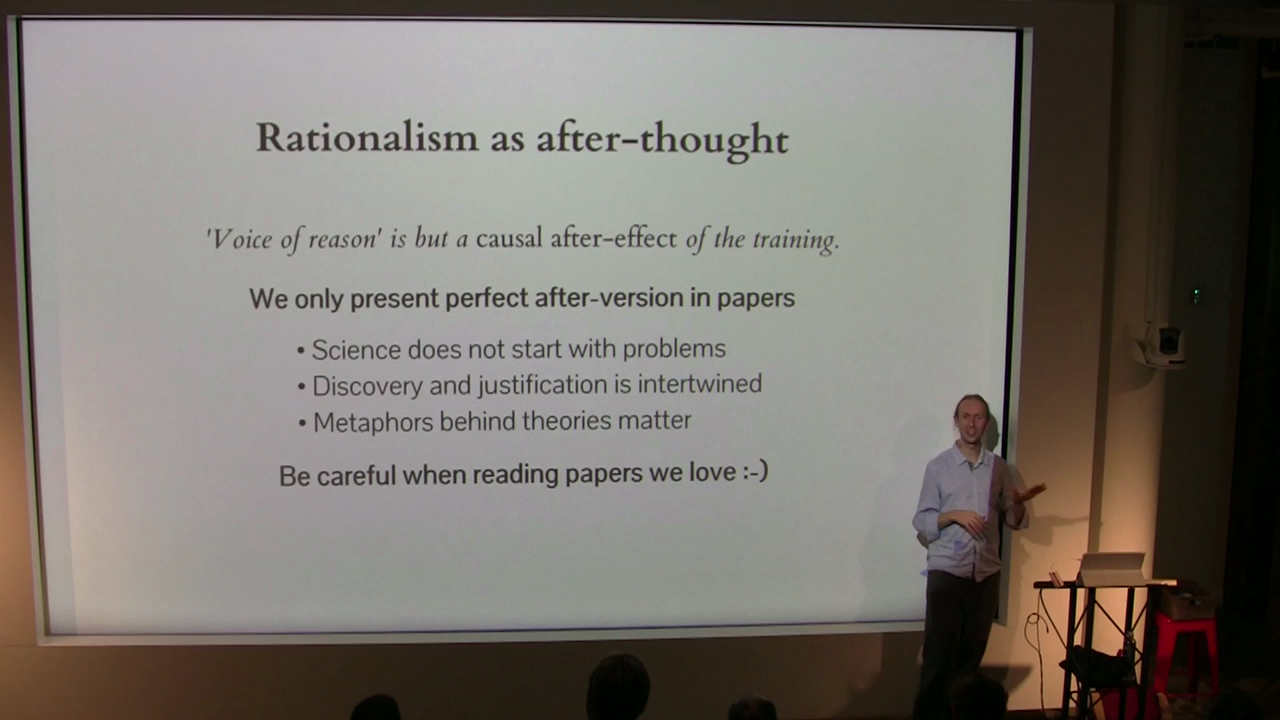 Rationalism as after-thought
'Voice of reason' is but a causal after-effect of the training.
We only present perfect after-version in papers
• Science does not start with problems
• Discovery and justification is intertwined
• Metaphors behind theories matter
Be careful when reading papers we love :-)